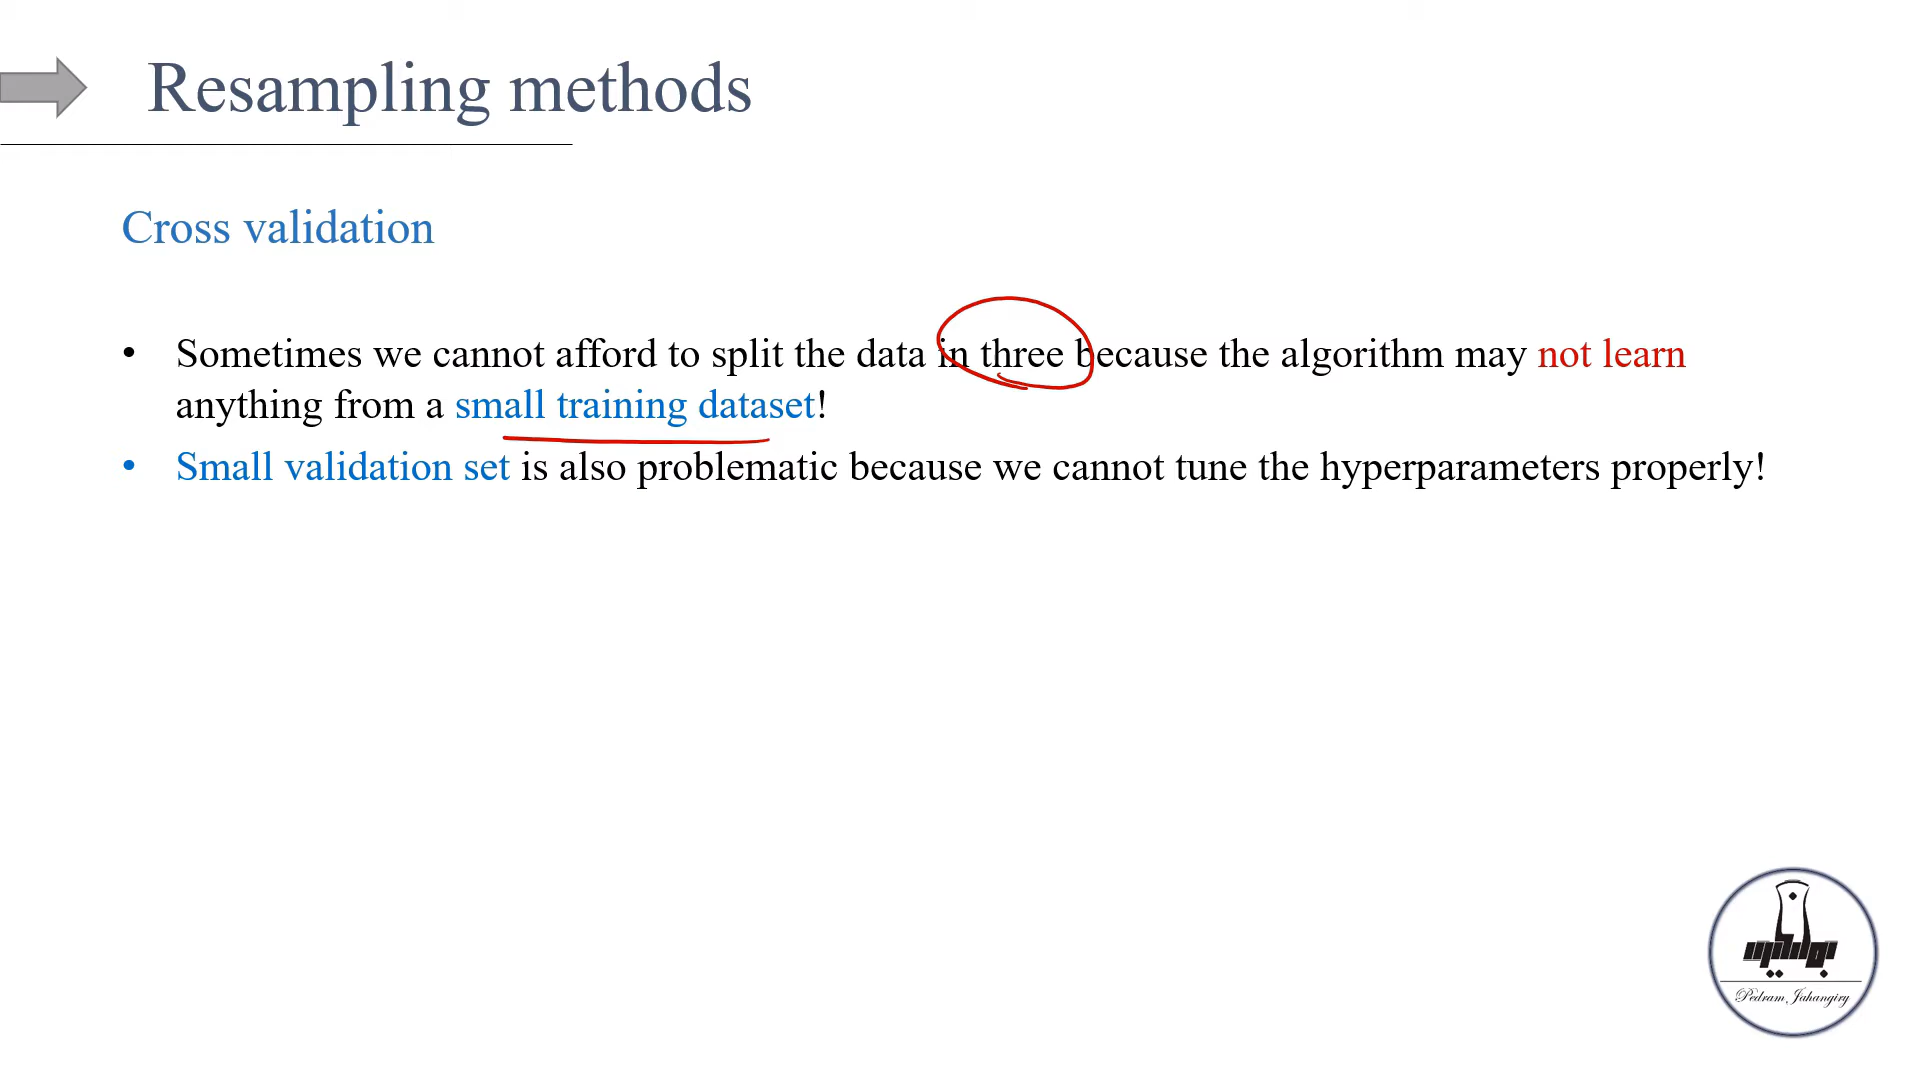 Resampling methods
Cross validation
• Sometimes we cannot afford to split the data in three because the algorithm may not learn
anything from a small training dataset!
• Small validation set is also problematic because we cannot tune the hyperparameters properly!
Pedram Jahangiry